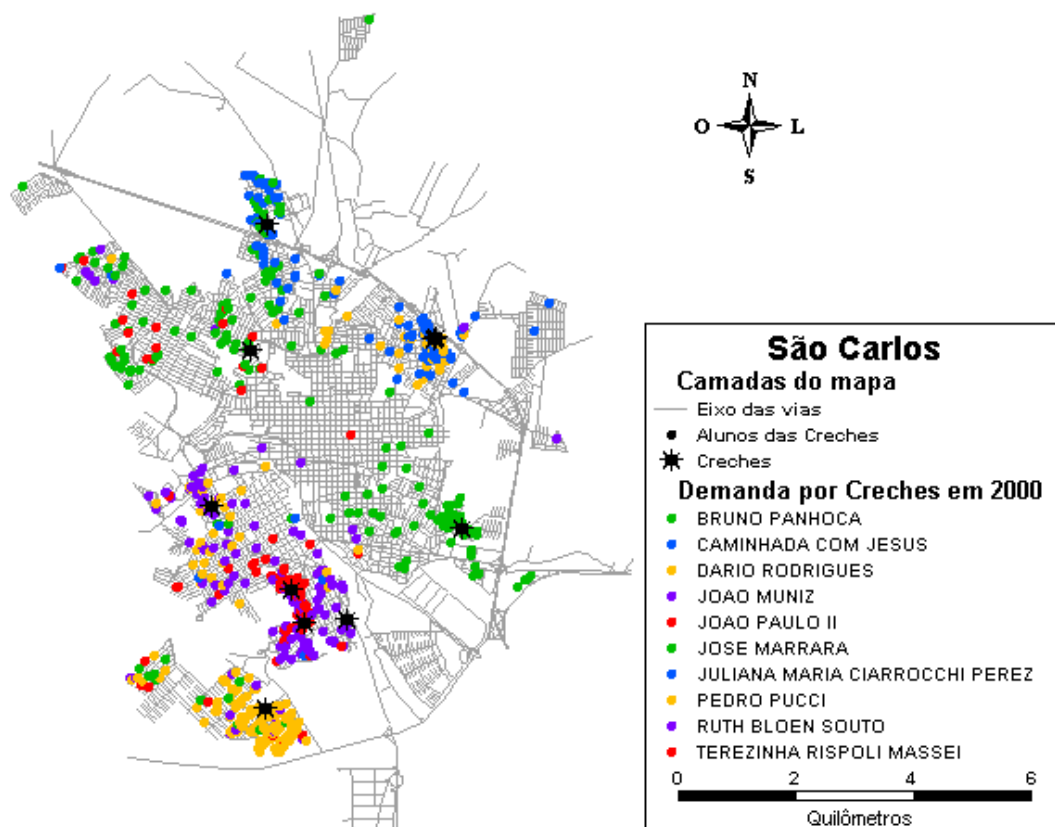 N
O L
S
São Carlos
Camadas do mapa
Eixo das vias
Alunos das Creches
Creches
Demanda por Creches em 2000
BRUNO PANHOCA
CAMINHADA COM JESUS
DARIO RODRIGUES
JOAO MUNIZ
JOAO PAULO II
JOSE MARRARA
JULIANA MARIA CIARROCCHI PEREZ
PEDRO PUCCI
RUTH BLOEN SOUTO
TEREZINHA RISPOLI MASSEI
0 2 4 6
Quilômetros